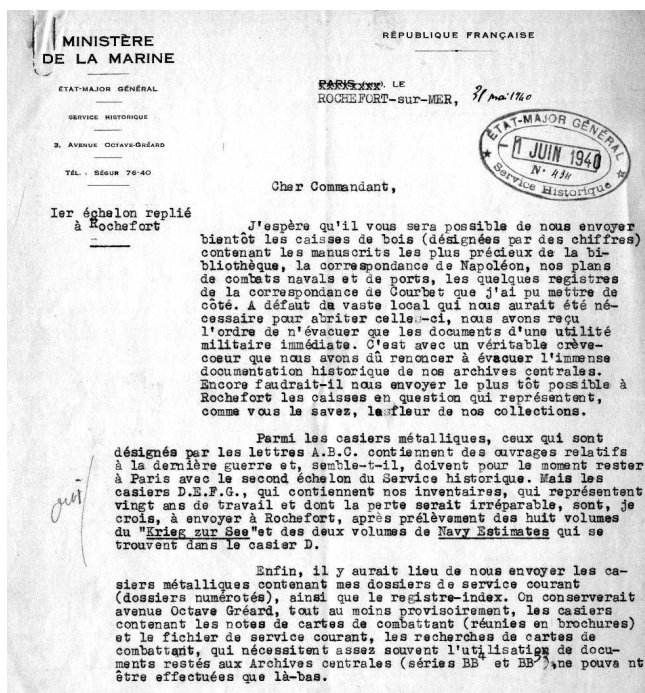 MINISTÈRE
DE LA MARINE
ÉTAT-MAJOR GÉNÉRAL
SERVICE HISTORIQUE
3, AVENUE OCTAVE-GRÉARD
TÉL. : SÉGUR 76-40
RÉPUBLIQUE FRANÇAISE
PARIS, LE
ROCHEFORT-sur-MER, 31 mai 1940
ÉTAT-MAJOR GÉNÉRAL
-1 JUIN 1940
N° 494
Service Historique
Ier échelon replié
à Rochefort
Cher Commandant,
J'espère qu'il vous sera possible de nous envoyer
bientôt les caisses de bois (désignées par des chiffres)
contenant les manuscrits les plus précieux de la bi-
bliothèque, la correspondance de Napoléon, nos plans
de combats navals et de ports, les quelques registres
de la correspondance de Courbet que j'ai pu mettre de
côté. A défaut du vaste local qui nous aurait été né-
cessaire pour abriter celles-ci, nous avons reçu
l'ordre de n'évacuer que les documents d'une utilité
militaire immédiate. C'est avec un véritable crève-
coeur que nous avons dû renoncer à évacuer l'immense
documentation historique de nos archives centrales.
Encore faudrait-il nous envoyer le plus tôt possible à
Rochefort les caisses en question qui représentent,
comme vous le savez, la fleur de nos collections.
Parmi les casiers métalliques, ceux qui sont
désignés par les lettres A.B.C. contiennent des ouvrages relatifs
à la dernière guerre et, semble-t-il, doivent pour le moment rester
à Paris avec le second échelon du Service historique. Mais les
casiers D.E.F.G., qui contiennent nos inventaires, qui représentent
vingt ans de travail et dont la perte serait irréparable, sont, je
crois, à envoyer à Rochefort, après prélèvement des huit volumes
du "Krieg zur See" et des deux volumes de Navy Estimates qui se
trouvent dans le casier D.
Enfin, il y aurait lieu de nous envoyer les ca-
siers métalliques contenant mes dossiers de service courant
(dossiers numérotés), ainsi que le registre-index. On conserverait
avenue Octave Gréard, tout au moins provisoirement, les casiers
contenant les notes de cartes de combattant (réunies en brochures)
et le fichier de service courant, les recherches de cartes de
combattant, qui nécessitent assez souvent l'utilisation de docu-
ments restés aux Archives centrales (séries BB4 et BB5), ne pouvant
être effectuées que là-bas.